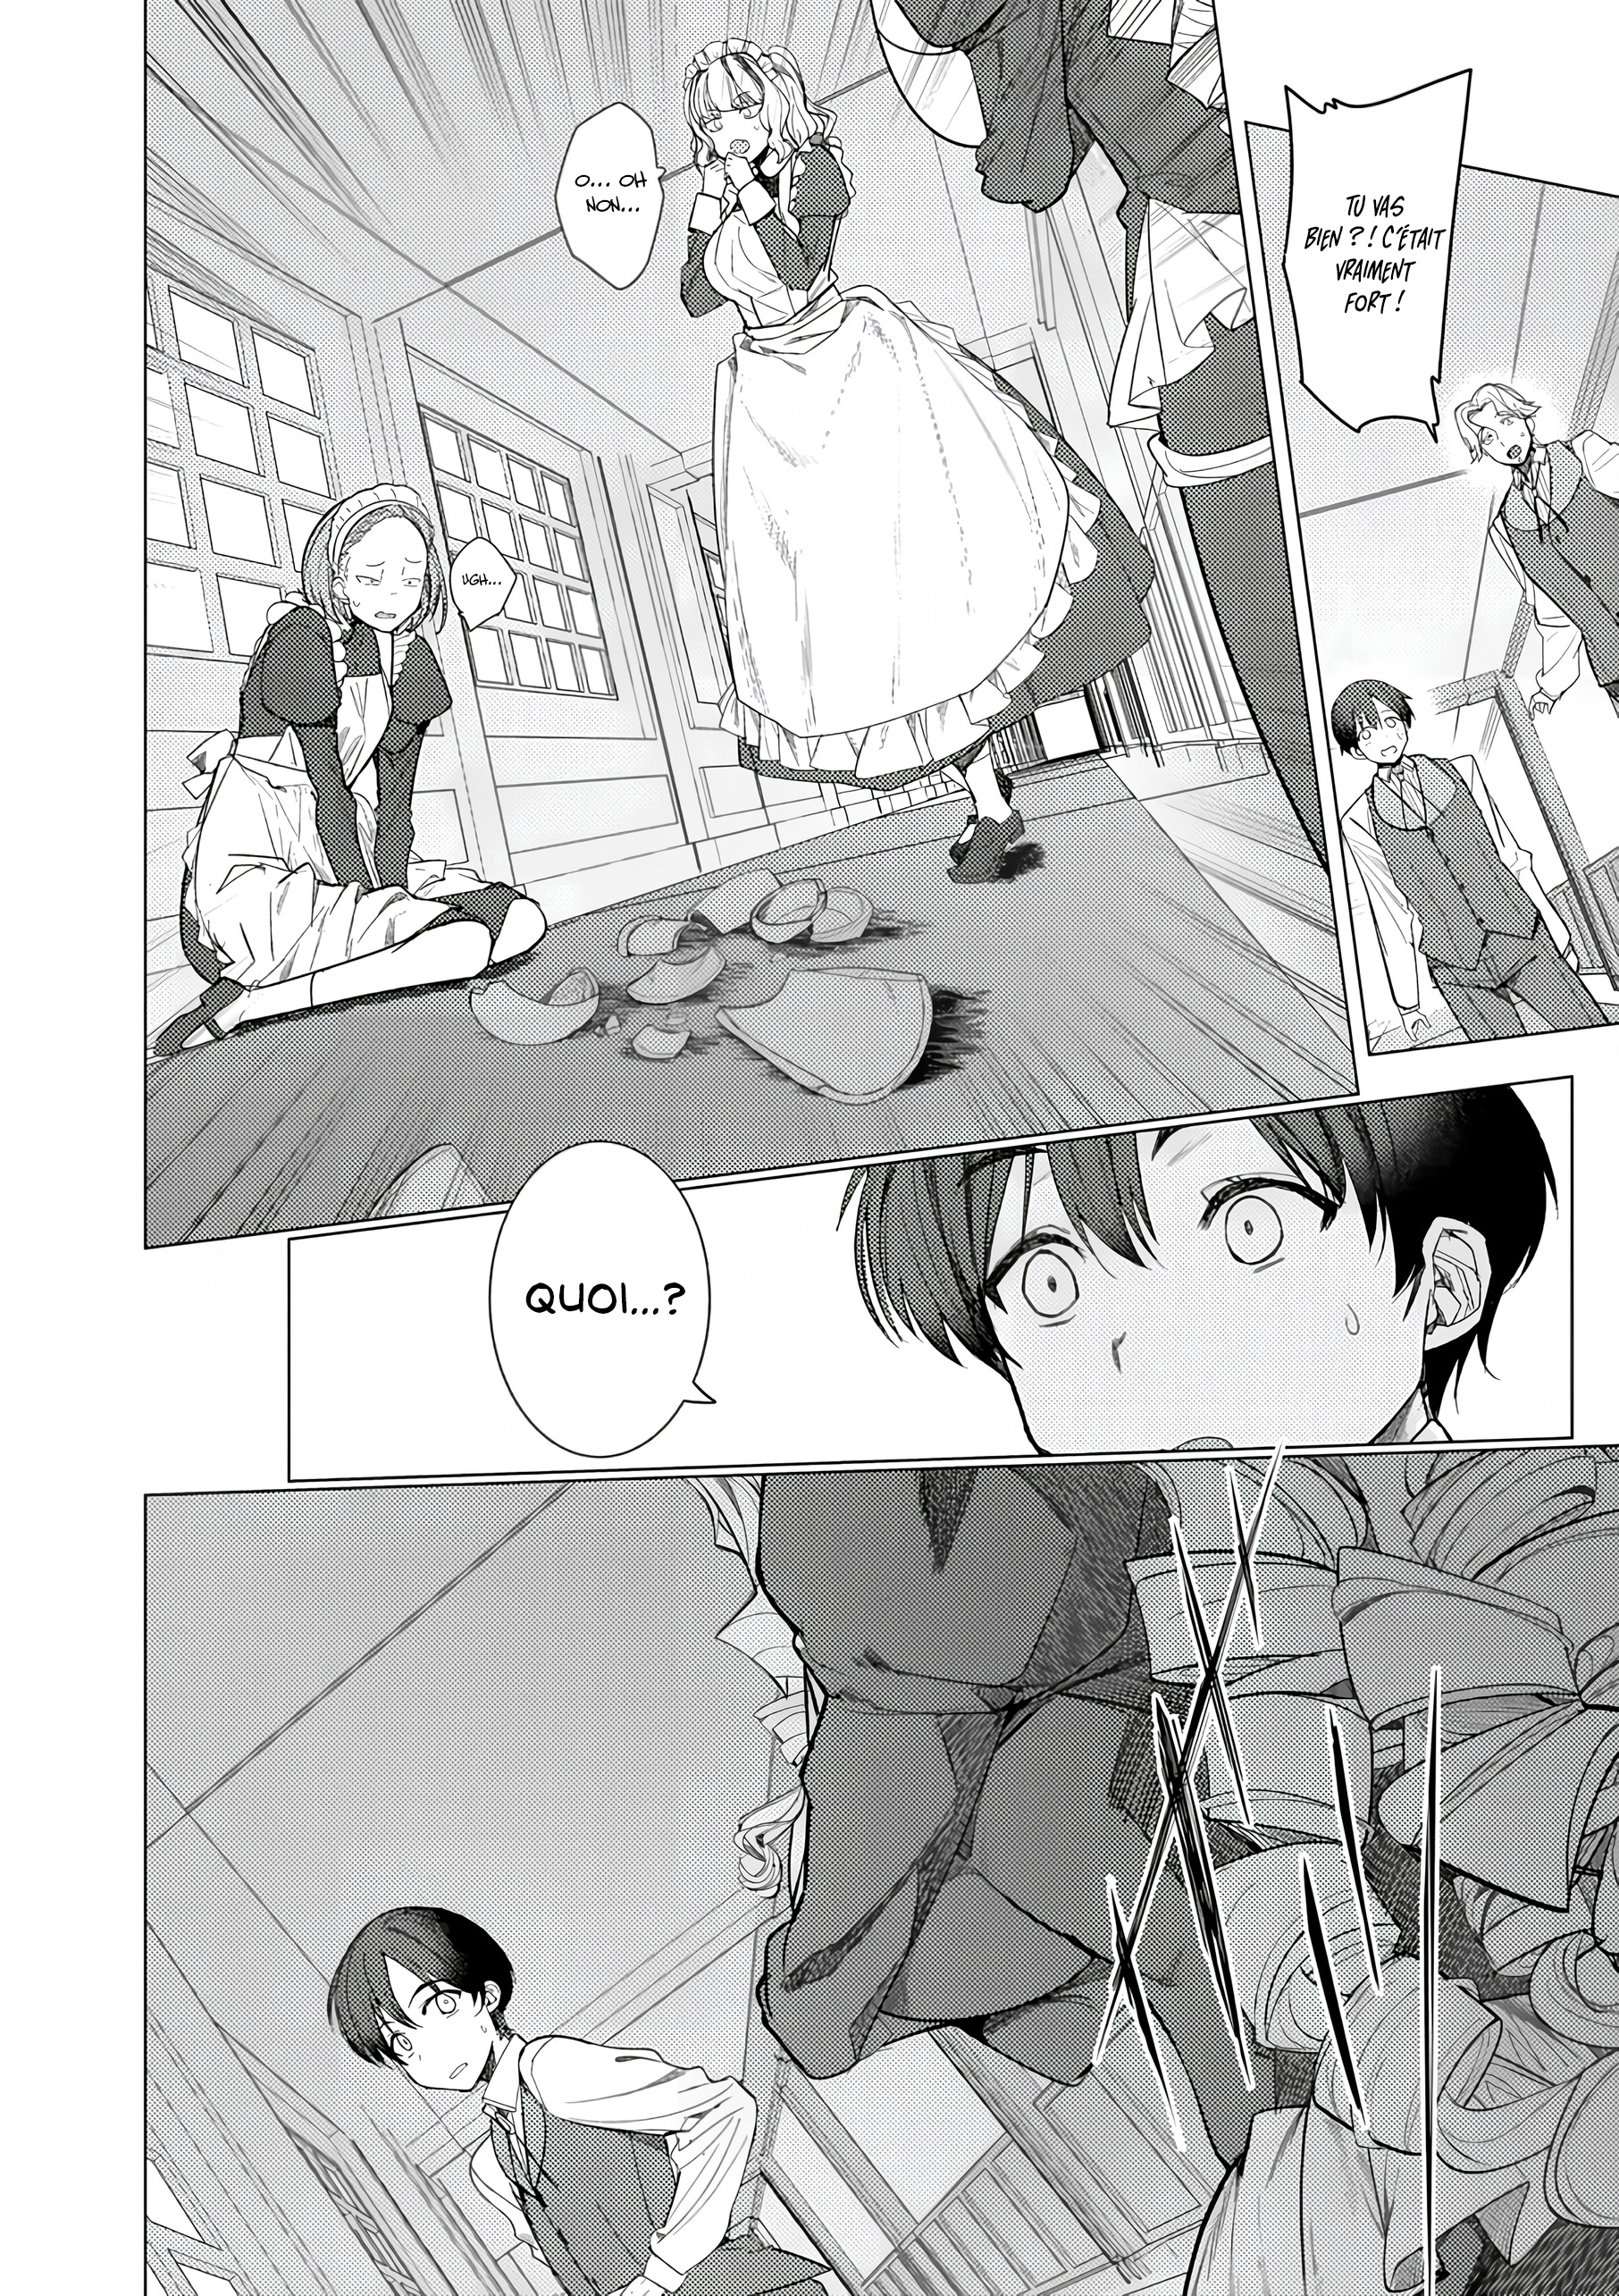 TU VAS
BIEN ?! C'ÉTAIT
VRAIMENT
FORT !
O... OH
NON...
UGH...
QUOI...?